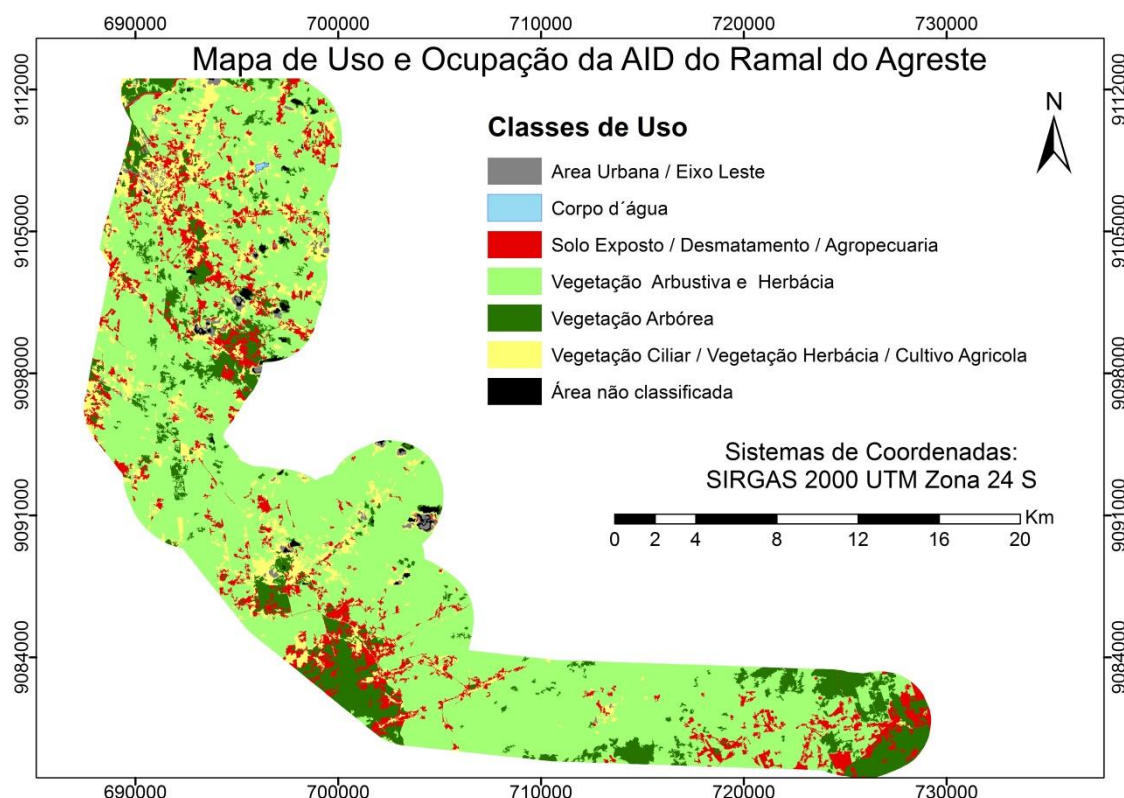 690000 700000 710000 720000 730000
Mapa de Uso e Ocupação da AID do Ramal do Agreste
9112000 9112000
N
Classes de Uso
Area Urbana / Eixo Leste
Corpo d´água
9105000 9105000
Solo Exposto / Desmatamento / Agropecuaria
Vegetação Arbustiva e Herbácia
Vegetação Arbórea
Vegetação Ciliar / Vegetação Herbácia / Cultivo Agricola
9098000 9098000
Área não classificada
Sistemas de Coordenadas:
SIRGAS 2000 UTM Zona 24 S
9091000 9091000
Km
0 2 4 8 12 16 20
9084000 9084000
690000 700000 710000 720000 730000